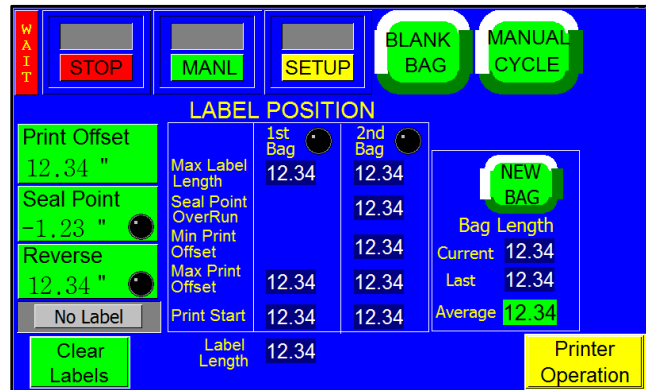 WAIT
STOP
MANL
SETUP
BLANK
BAG
MANUAL
CYCLE
LABEL POSITION
Print Offset
12.34 "
Seal Point
-1.23 "
Reverse
12.34 "
No Label
Clear
Labels
1st
Bag
2nd
Bag
Max Label
Length
12.34
12.34
Seal Point
OverRun
12.34
Min Print
Offset
12.34
Max Print
Offset
12.34
12.34
Print Start
12.34
12.34
Label
Length
12.34
NEW
BAG
Bag Length
Current 12.34
Last 12.34
Average 12.34
Printer
Operation